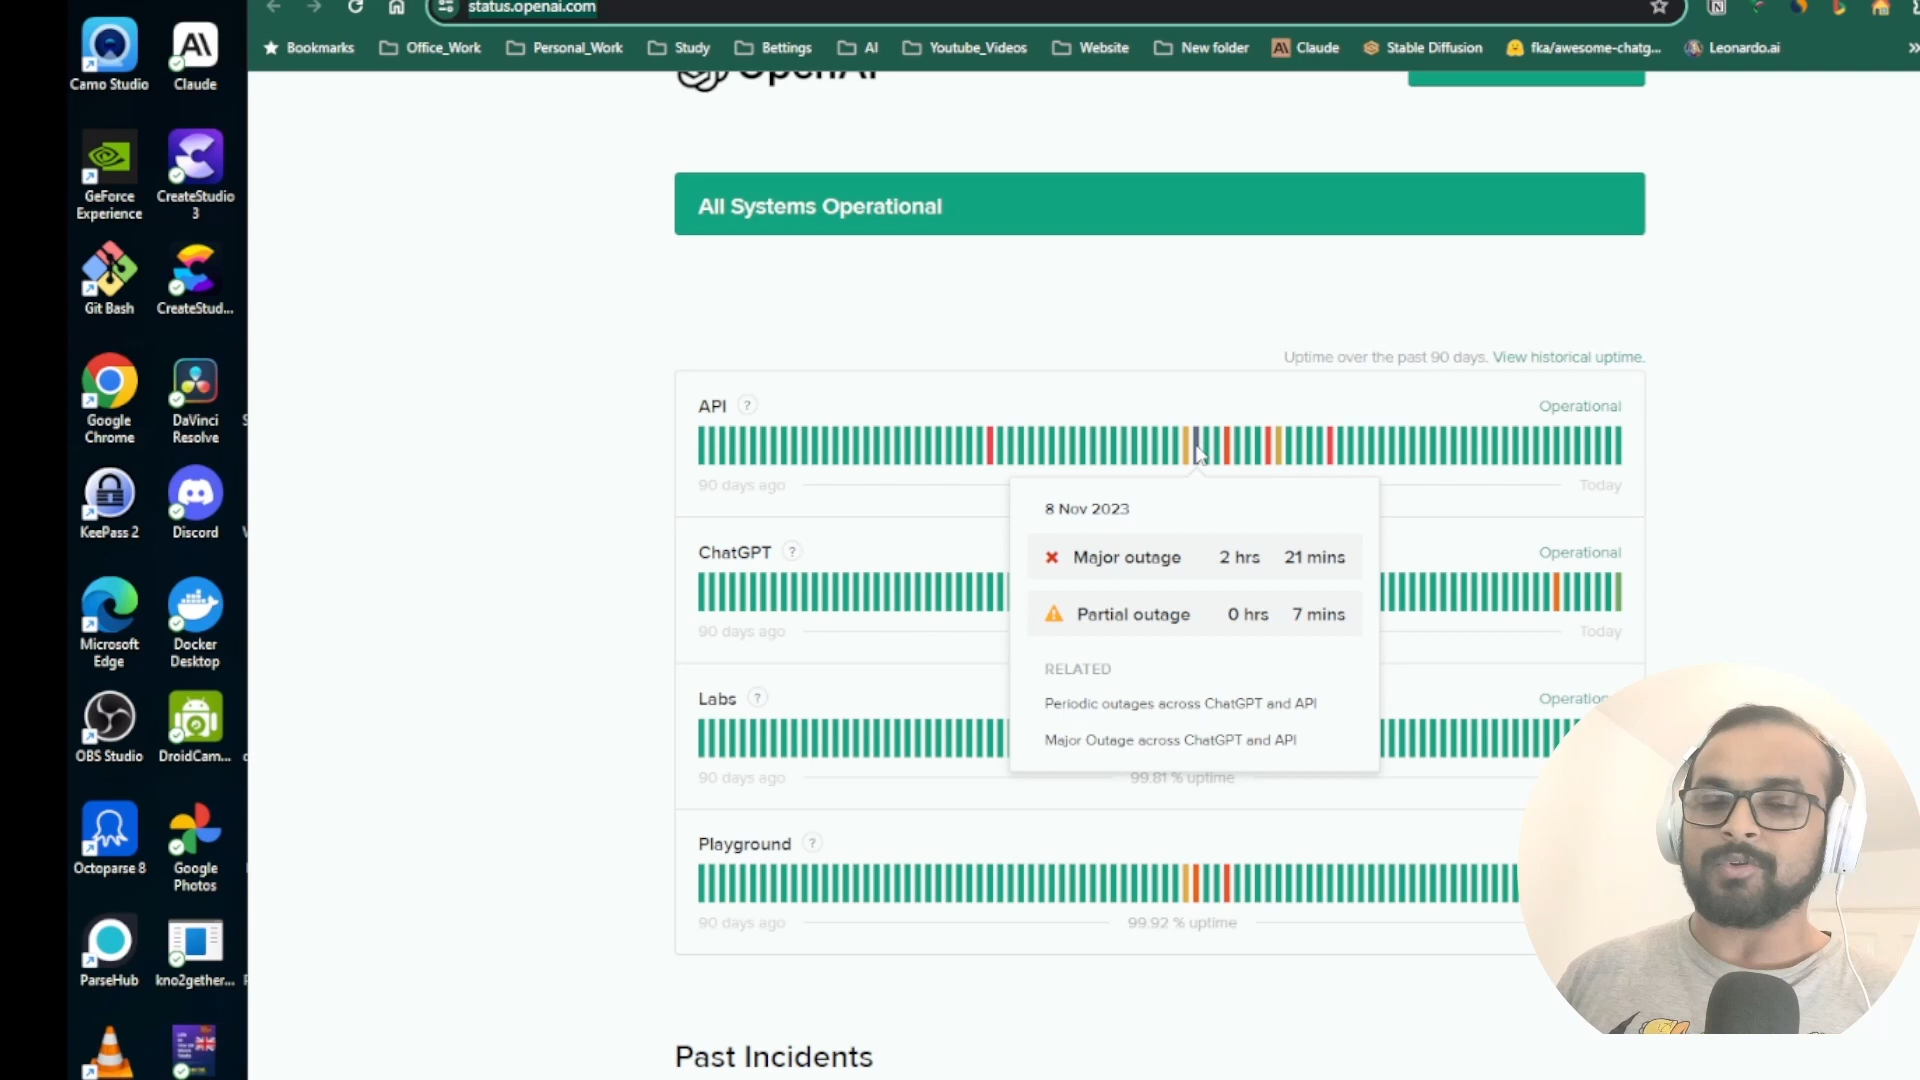 status.openai.com
Bookmarks
Office_Work
Personal_Work
Study
Bettings
AI
Youtube_Videos
Website
New folder
Claude
Stable Diffusion
fka/awesome-chatg...
Leonardo.ai
»
Camo Studio
Claude
GeForce
Experience
CreateStudio
3
Git Bash
CreateStud...
Google
Chrome
DaVinci
Resolve
KeePass 2
Discord
Microsoft
Edge
Docker
Desktop
OBS Studio
DroidCam...
Octoparse 8
Google
Photos
ParseHub
kno2gether...
OpenAI
All Systems Operational
Uptime over the past 90 days. View historical uptime.
API ?
Operational
90 days ago
Today
8 Nov 2023
Major outage 2 hrs 21 mins
Partial outage 0 hrs 7 mins
RELATED
Periodic outages across ChatGPT and API
Major Outage across ChatGPT and API
ChatGPT ?
Operational
90 days ago
Today
Labs ?
Operation
90 days ago
99.81 % uptime
Playground ?
90 days ago
99.92 % uptime
Past Incidents